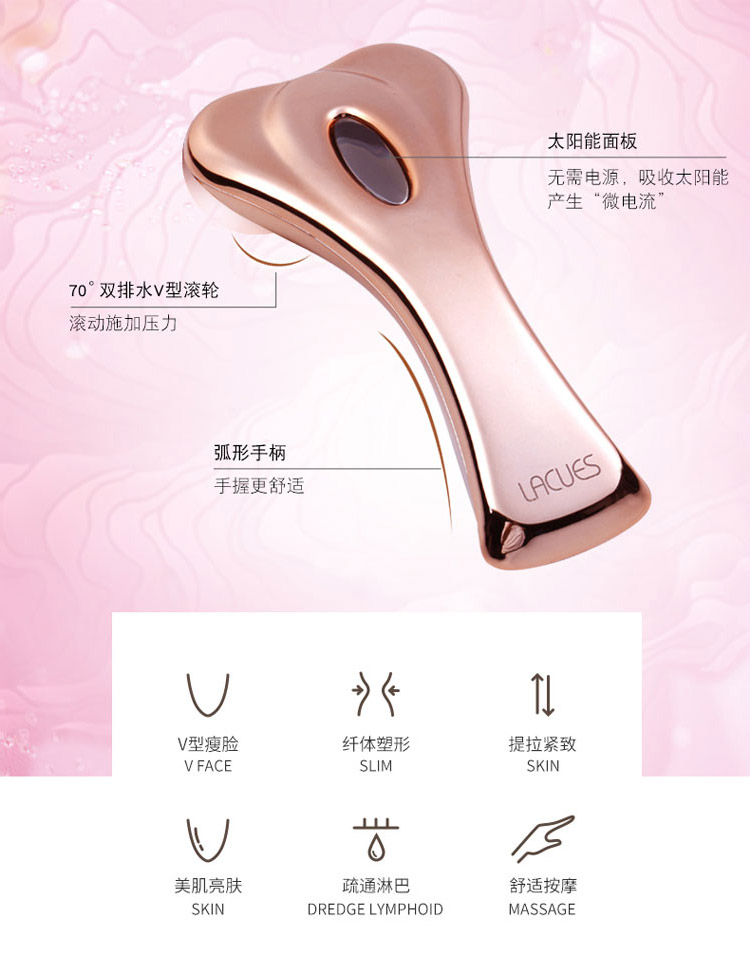 太阳能面板
无需电源，吸收太阳能
产生“微电流”
70°双排水V型滚轮
滚动施加压力
弧形手柄
手握更舒适
LACUES
V型瘦脸
V FACE
纤体塑形
SLIM
提拉紧致
SKIN
美肌亮肤
SKIN
疏通淋巴
DREDGE LYMPHOID
舒适按摩
MASSAGE